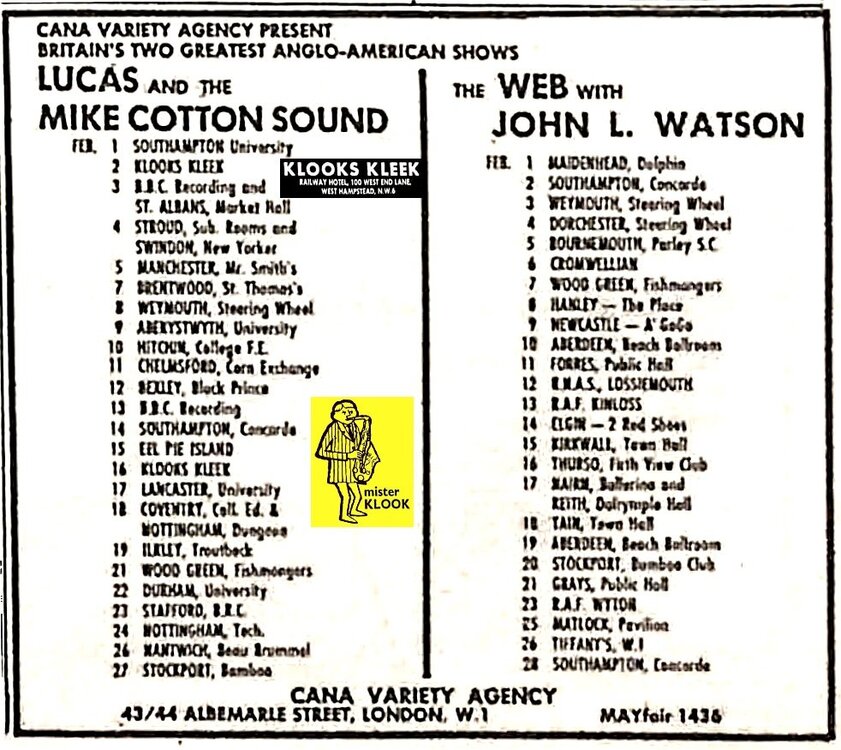 CANA VARIETY AGENCY PRESENT
BRITAIN'S TWO GREATEST ANGLO-AMERICAN SHOWS
LUCAS AND THE
MIKE COTTON SOUND
FEB. 1 SOUTHAMPTON University
2 KLOOKS KLEEK
3 B.B.C. Recording and
ST. ALBANS, Market Hall
4 STROUD, Sub. Rooms and
SWINDON, New Yorker
5 MANCHESTER, Mr. Smith's
7 BRENTWOOD, St. Thomas's
8 WEYMOUTH, Steering Wheel
9 ABERYSTWYTH, University
10 HITCHIN, College F.E.
11 CHELMSFORD, Corn Exchange
12 BEXLEY, Black Prince
13 B.B.C. Recording
14 SOUTHAMPTON, Concorde
15 EEL PIE ISLAND
16 KLOOKS KLEEK
17 LANCASTER, University
18 COVENTRY, Coll. Ed. &
NOTTINGHAM, Dungeon
19 ILKLEY, Troutbeck
21 WOOD GREEN, Fishmongers
22 DURHAM, University
23 STAFFORD, B.R.C.
24 NOTTINGHAM, Tech.
26 NANTWICH, Beau Brummel
27 STOCKPORT, Bamboo
KLOOKS KLEEK
RAILWAY HOTEL, 100 WEST END LANE,
WEST HAMPSTEAD, N.W.6
mister
KLOOK
THE WEB WITH
JOHN L. WATSON
FEB. 1 MAIDENHEAD, Dolphin
2 SOUTHAMPTON, Concorde
3 WEYMOUTH, Steering Wheel
4 DORCHESTER, Steering Wheel
5 BOURNEMOUTH, Parley S.C.
6 CROMWELLIAN
7 WOOD GREEN, Fishmongers
8 HANLEY — The Place
9 NEWCASTLE — A' GoGo
10 ABERDEEN, Beach Ballroom
11 FORRES, Public Hall
12 R.N.A.S., LOSSIEMOUTH
13 R.A.F. KINLOSS
14 ELGIN — 2 Red Shoes
15 KIRKWALL, Town Hall
16 THURSO, Firth View Club
17 NAIRN, Ballerina and
KEITH, Dalrymple Hall
18 TAIN, Town Hall
19 ABERDEEN, Beach Ballroom
20 STOCKPORT, Bamboo Club
21 GRAYS, Public Hall
23 R.A.F. WYTON
25 MATLOCK, Pavilion
26 TIFFANY'S, W.1
28 SOUTHAMPTON, Concorde
CANA VARIETY AGENCY
43/44 ALBEMARLE STREET, LONDON, W.1 MAYfair 1436